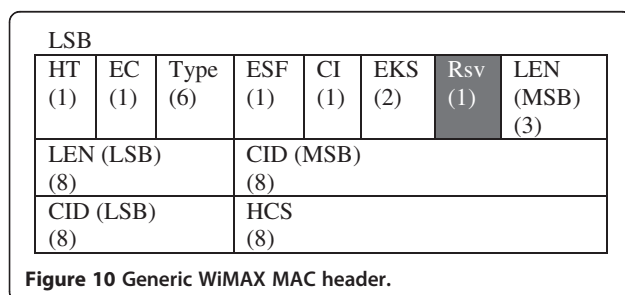 LSB
HT EC Type ESF CI EKS Rsv LEN
(1) (1) (6) (1) (1) (2) (1) (MSB)
(3)
LEN (LSB) CID (MSB)
(8) (8)
CID (LSB) HCS
(8) (8)
Figure 10 Generic WiMAX MAC header.